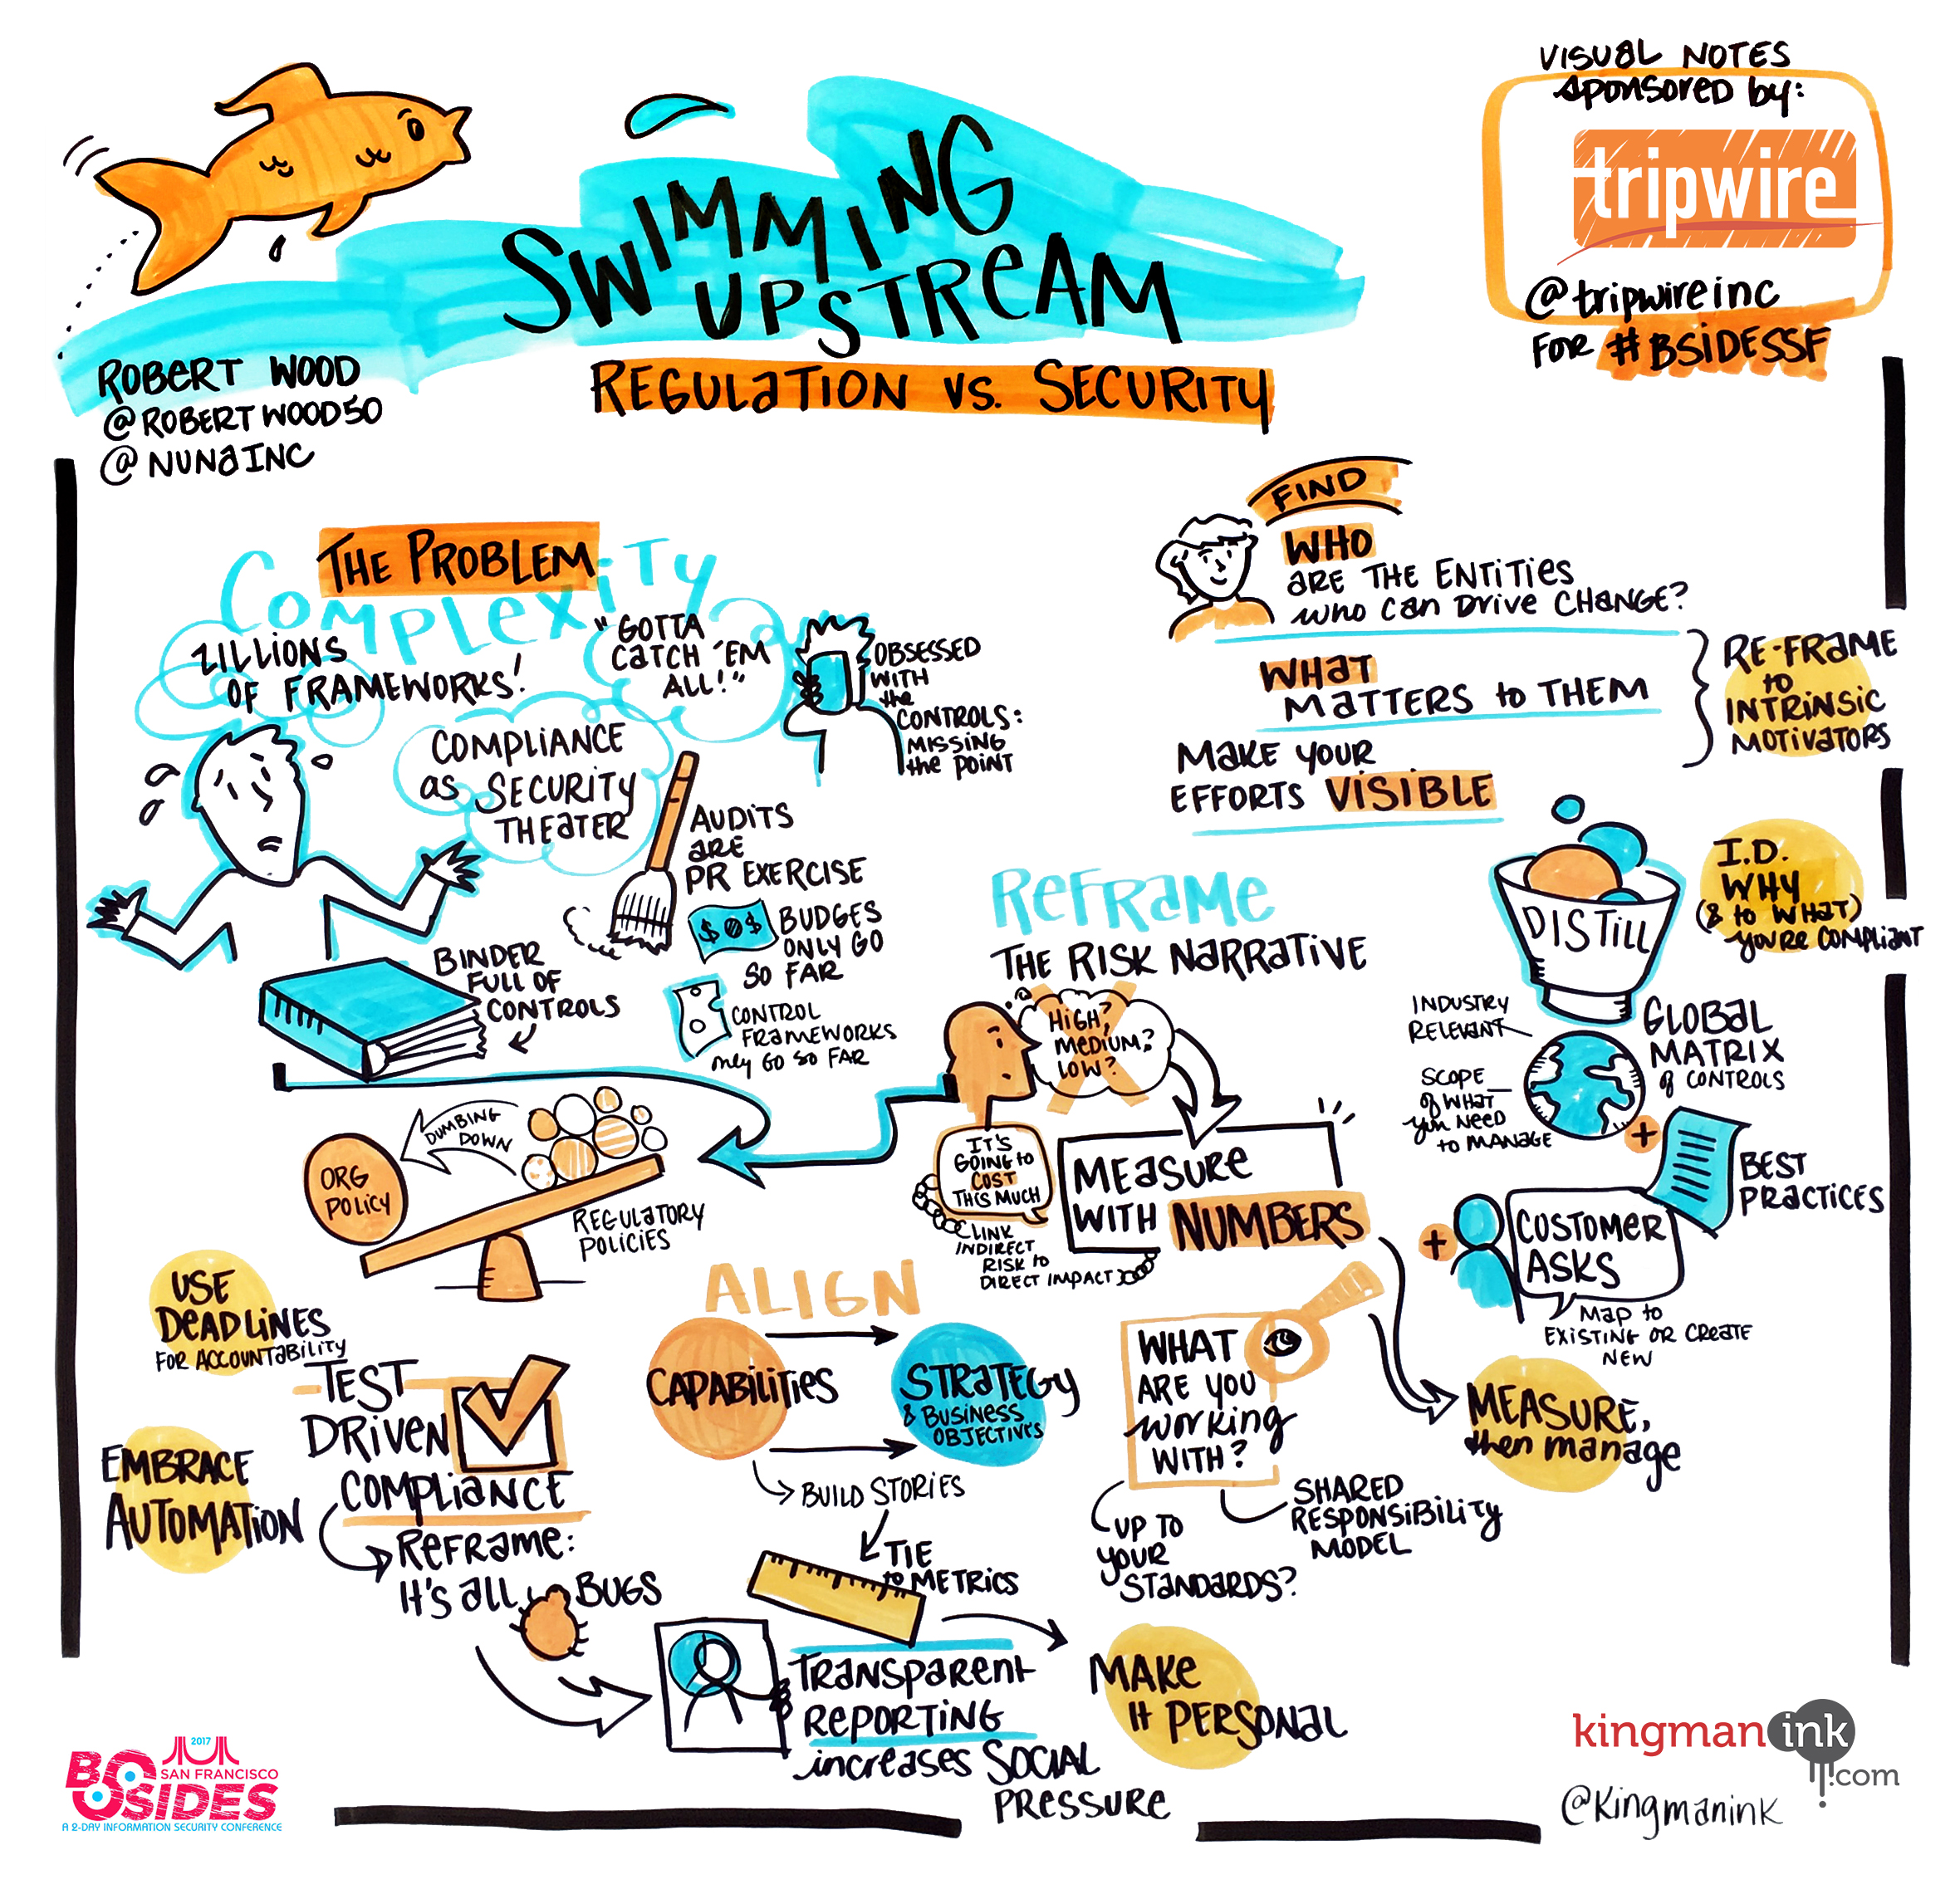 SWIMMING
UPSTREAM
REGULATION VS. SECURITY
ROBERT WOOD
@ROBERTWOOD50
@NUNAINC
VISUAL NOTES
sponsored by:
tripwire
@tripwireinc
FOR #BSIDESSF
THE PROBLEM
COMPLEXITY
ZILLIONS
OF FRAMEWORKS!
"GOTTA
CATCH 'EM
ALL!"
OBSESSED
WITH
the
CONTROLS:
MISSING
the POINT
COMPLIANCE
as SECURITY
THEATER
AUDITS
ARE
PR EXERCISE
$ $
BUDGES
ONLY GO
SO FAR
BINDER
FULL OF
CONTROLS
CONTROL
FRAMEWORKS
only GO SO FAR
DUMBING
DOWN
ORG
POLICY
REGULATORY
POLICIES
USE
DEADLINES
FOR ACCOUNTABILITY
TEST
DRIVEN
COMPLIANCE
EMBRACE
AUTOMATION
REFRAME:
IT'S all BUGS
FIND
WHO
ARE THE ENTITIES
who can DRIVE CHANGE?
WHAT
MATTERS to THEM
MAKE YOUR
EFFORTS VISIBLE
RE-FRAME
to
INTRINSIC
MOTIVATORS
REFRAME
THE RISK NARRATIVE
HIGH?
MEDIUM?
LOW?
IT'S
GOING to
COST
THIS MUCH
LINK
INDIRECT
RISK to
DIRECT IMPACT
MEASURE
WITH NUMBERS
DISTILL
I.D.
WHY
(& to WHAT)
you're COMPLIANT
INDUSTRY
RELEVANT
SCOPE
of WHAT
you NEED
to MANAGE
GLOBAL
MATRIX
of CONTROLS
+
BEST
PRACTICES
+
CUSTOMER
ASKS
MAP to
EXISTING OR CREATE
NEW
MEASURE,
then manage
ALIGN
CAPABILITIES
STRATEGY
& BUSINESS
OBJECTIVES
BUILD STORIES
TIE
to METRICS
WHAT
ARE YOU
working
WITH?
UP TO
YOUR
STANDARDS?
SHARED
RESPONSIBILITY
MODEL
TRANSPARENT
REPORTING
increases SOCIAL
PRESSURE
MAKE
It PERSONAL
2017
BSIDES
SAN FRANCISCO
A 2-DAY INFORMATION SECURITY CONFERENCE
kingman ink
.com
@Kingmanink